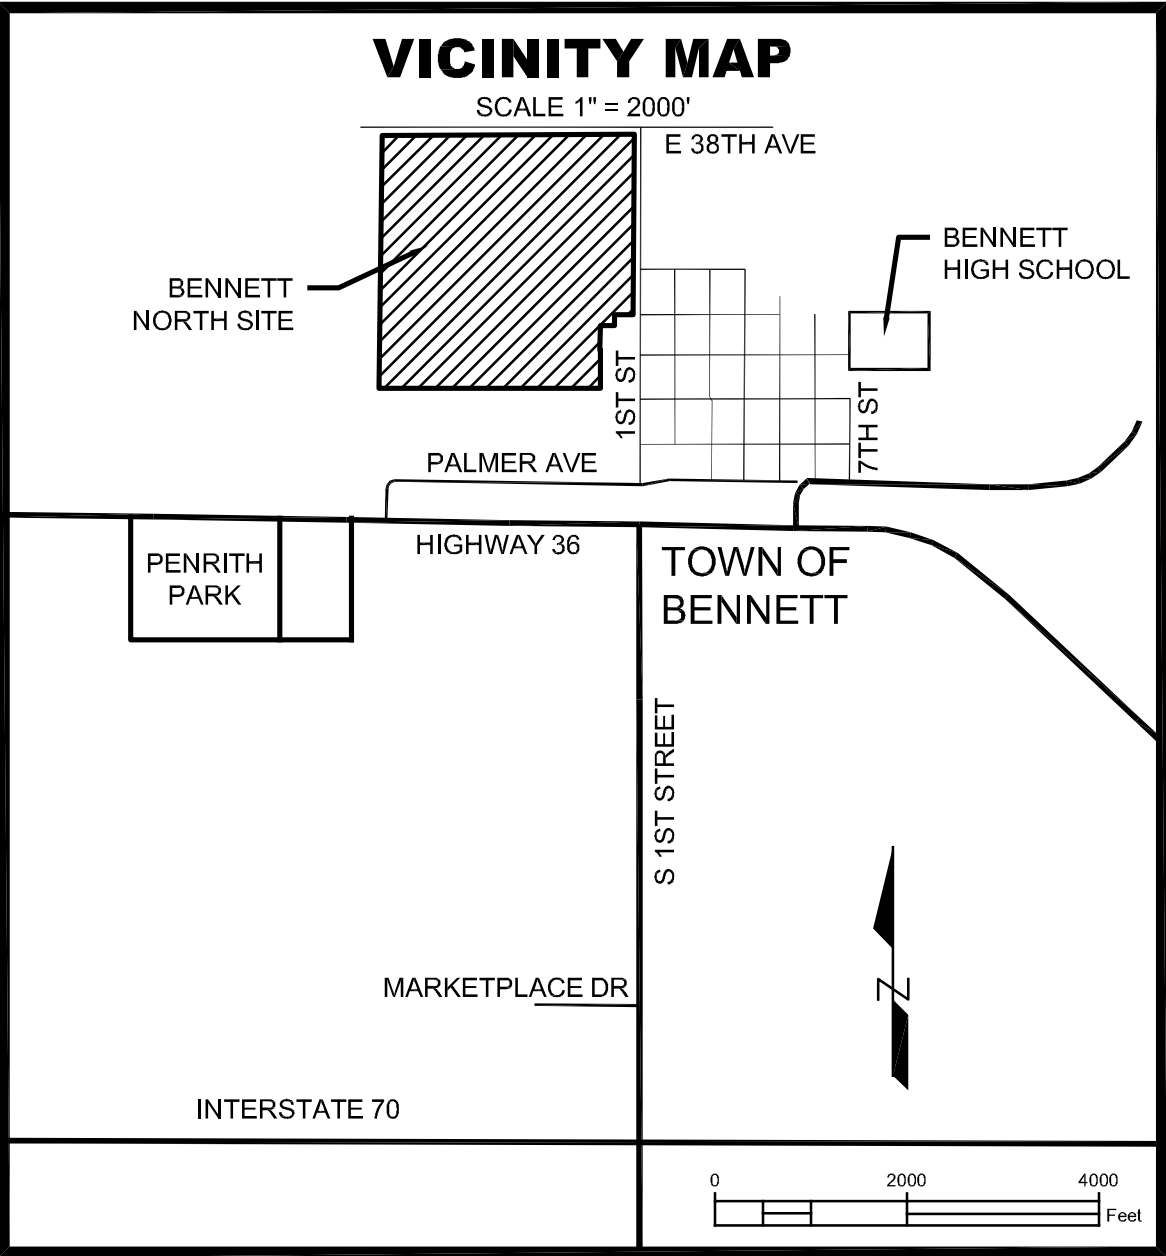 VICINITY MAP
SCALE 1" = 2000'
E 38TH AVE
BENNETT
HIGH SCHOOL
BENNETT
NORTH SITE
1ST ST
7TH ST
PALMER AVE
HIGHWAY 36
PENRITH
PARK
TOWN OF
BENNETT
S 1ST STREET
MARKETPLACE DR
Z
INTERSTATE 70
0 2000 4000
Feet